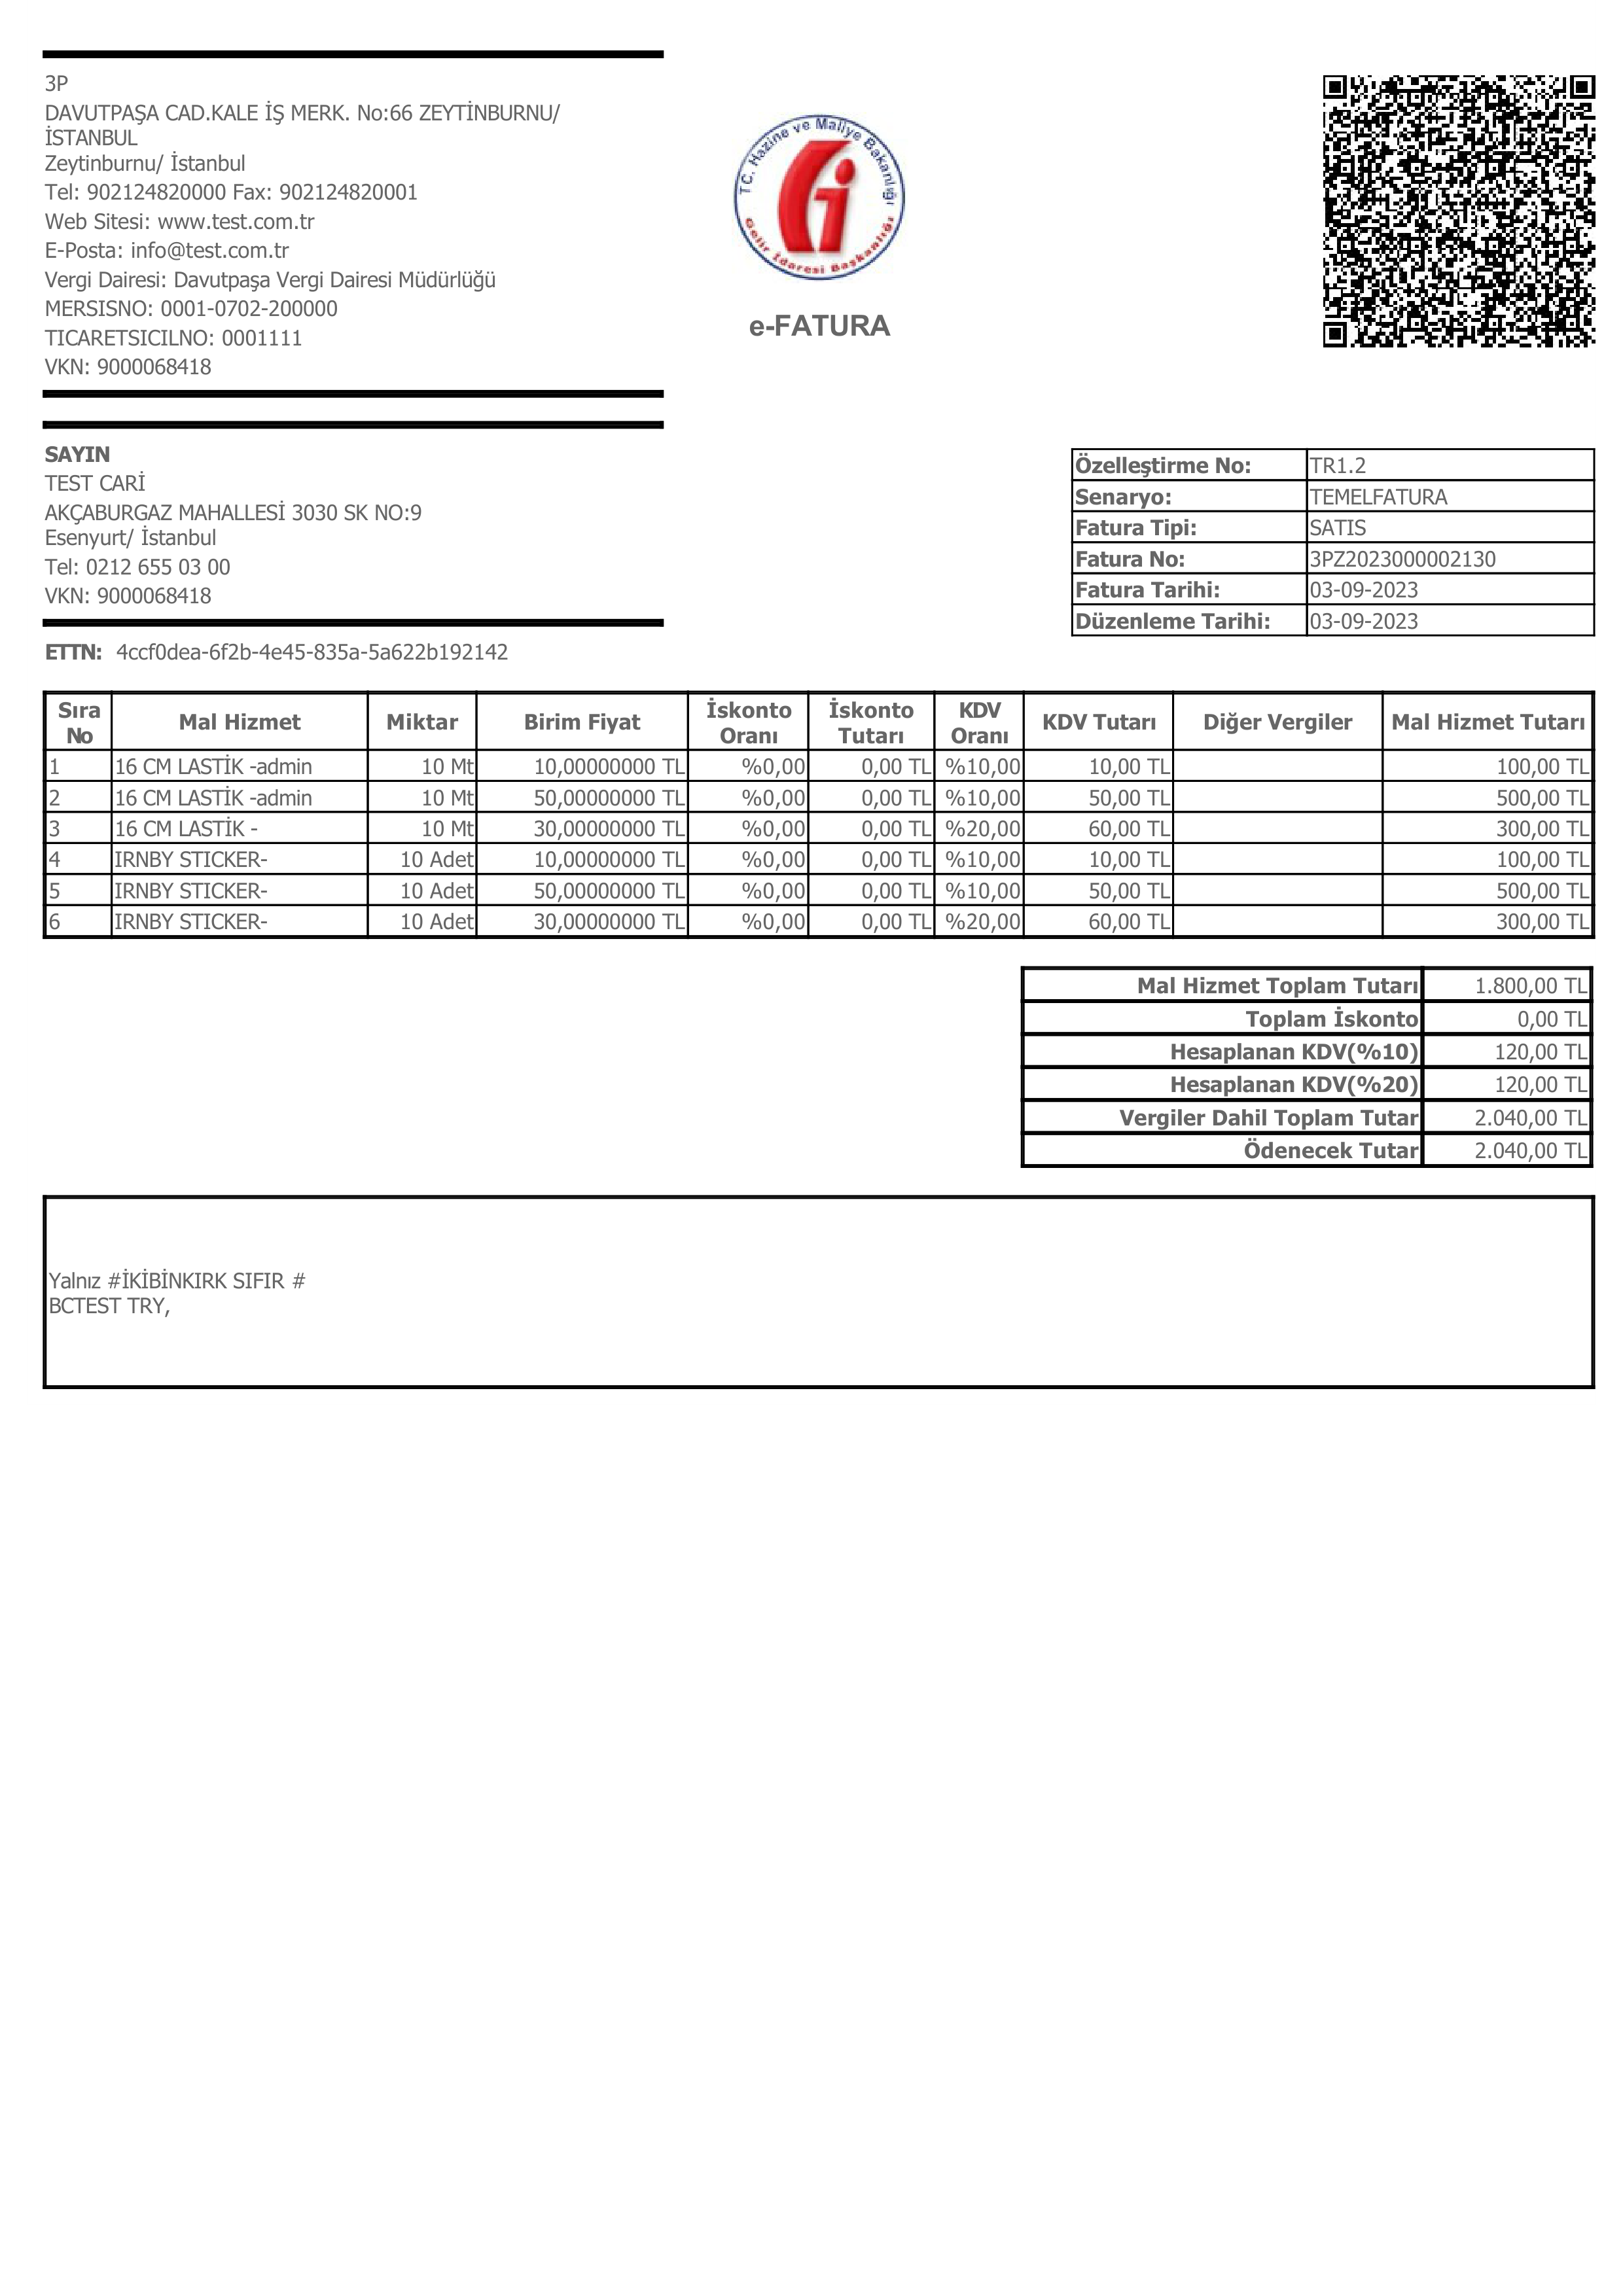 3P
DAVUTPAŞA CAD.KALE İŞ MERK. No:66 ZEYTİNBURNU/
İSTANBUL
Zeytinburnu/ İstanbul
Tel: 902124820000 Fax: 902124820001
Web Sitesi: www.test.com.tr
E-Posta: info@test.com.tr
Vergi Dairesi: Davutpaşa Vergi Dairesi Müdürlüğü
MERSISNO: 0001-0702-200000
TICARETSICILNO: 0001111
VKN: 9000068418
T.C. Hazine ve Maliye Bakanlığı
Gelir İdaresi Başkanlığı
e-FATURA
SAYIN
TEST CARİ
AKÇABURGAZ MAHALLESİ 3030 SK NO:9
Esenyurt/ İstanbul
Tel: 0212 655 03 00
VKN: 9000068418
Özelleştirme No: TR1.2
Senaryo: TEMELFATURA
Fatura Tipi: SATIS
Fatura No: 3PZ2023000002130
Fatura Tarihi: 03-09-2023
Düzenleme Tarihi: 03-09-2023
ETTN: 4ccf0dea-6f2b-4e45-835a-5a622b192142
Sıra No Mal Hizmet Miktar Birim Fiyat İskonto Oranı İskonto Tutarı KDV Oranı KDV Tutarı Diğer Vergiler Mal Hizmet Tutarı
1 16 CM LASTİK -admin 10 Mt 10,00000000 TL %0,00 0,00 TL %10,00 10,00 TL 100,00 TL
2 16 CM LASTİK -admin 10 Mt 50,00000000 TL %0,00 0,00 TL %10,00 50,00 TL 500,00 TL
3 16 CM LASTİK - 10 Mt 30,00000000 TL %0,00 0,00 TL %20,00 60,00 TL 300,00 TL
4 IRNBY STICKER- 10 Adet 10,00000000 TL %0,00 0,00 TL %10,00 10,00 TL 100,00 TL
5 IRNBY STICKER- 10 Adet 50,00000000 TL %0,00 0,00 TL %10,00 50,00 TL 500,00 TL
6 IRNBY STICKER- 10 Adet 30,00000000 TL %0,00 0,00 TL %20,00 60,00 TL 300,00 TL
Mal Hizmet Toplam Tutarı 1.800,00 TL
Toplam İskonto 0,00 TL
Hesaplanan KDV(%10) 120,00 TL
Hesaplanan KDV(%20) 120,00 TL
Vergiler Dahil Toplam Tutar 2.040,00 TL
Ödenecek Tutar 2.040,00 TL
Yalnız #İKİBİNKIRK SIFIR #
BCTEST TRY,